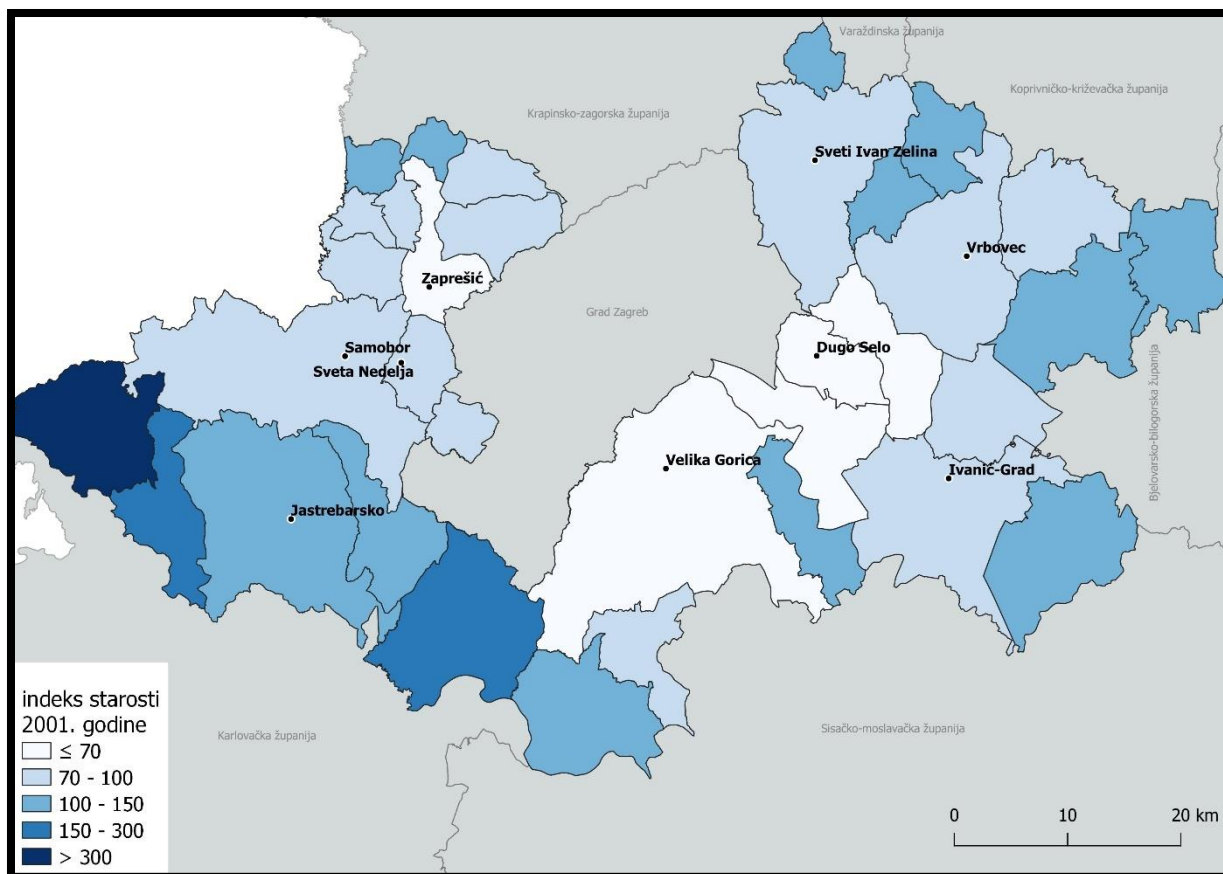 Varaždinska županija
Koprivničko-križevačka županija
Krapinsko-zagorska županija
Sveti Ivan Zelina
Vrbovec
Zaprešić
Grad Zagreb
Samobor
Dugo Selo
Sveta Nedelja
Bjelovarsko-bilogorska županija
Velika Gorica
Ivanić-Grad
Jastrebarsko
Karlovačka županija
Sisačko-moslavačka županija
indeks starosti
2001. godine
≤ 70
70 - 100
100 - 150
150 - 300
> 300
0 10 20 km